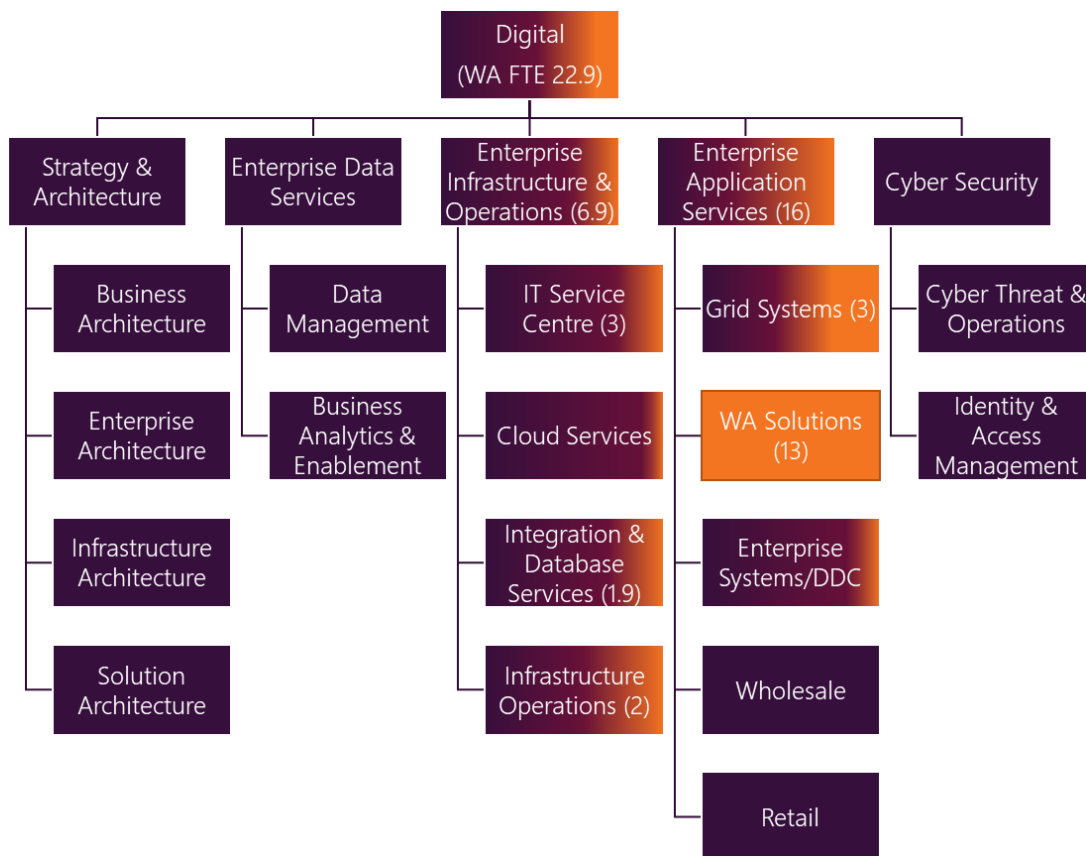 Digital
(WA FTE 22.9)
Strategy &
Architecture
Enterprise Data
Services
Enterprise
Infrastructure &
Operations (6.9)
Enterprise
Application
Services (16)
Cyber Security
Business
Architecture
Data
Management
IT Service
Centre (3)
Grid Systems (3)
Cyber Threat &
Operations
Enterprise
Architecture
Business
Analytics &
Enablement
Cloud Services
WA Solutions
(13)
Identity &
Access
Management
Infrastructure
Architecture
Integration &
Database
Services (1.9)
Enterprise
Systems/DDC
Solution
Architecture
Infrastructure
Operations (2)
Wholesale
Retail